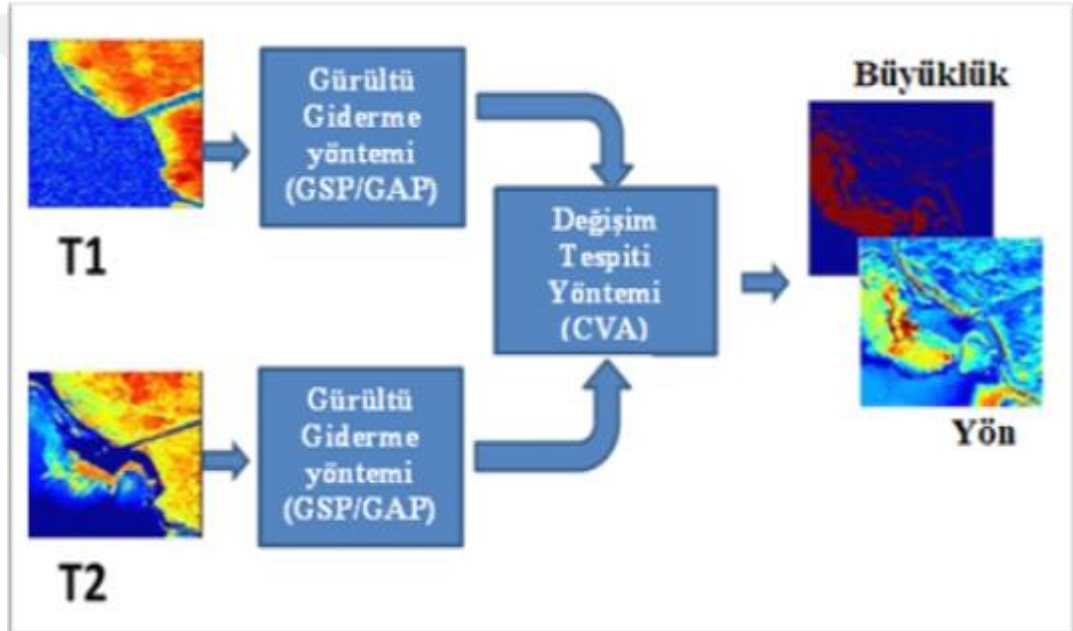 T1
Gürültü
Giderme
yöntemi
(GSP/GAP)
T2
Gürültü
Giderme
yöntemi
(GSP/GAP)
Değişim
Tespiti
Yöntemi
(CVA)
Büyüklük
Yön